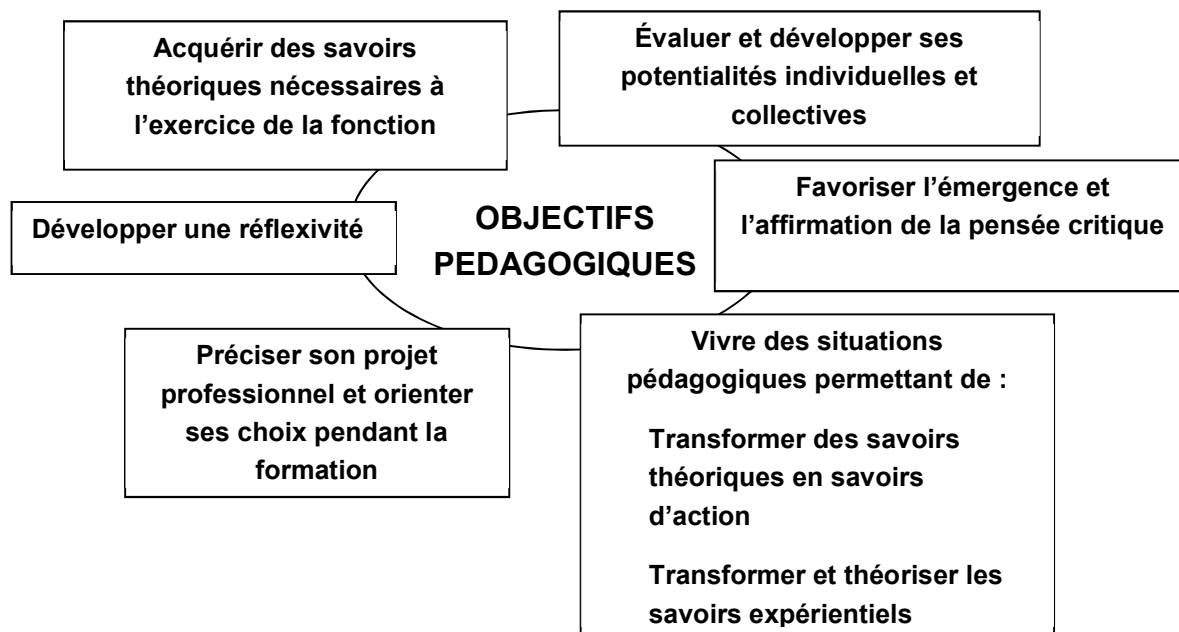 Acquérir des savoirs
théoriques nécessaires à
l’exercice de la fonction
Évaluer et développer ses
potentialités individuelles et
collectives
Développer une réflexivité
OBJECTIFS
PEDAGOGIQUES
Favoriser l’émergence et
l’affirmation de la pensée critique
Préciser son projet
professionnel et orienter
ses choix pendant la
formation
Vivre des situations
pédagogiques permettant de :
Transformer des savoirs
théoriques en savoirs
d’action
Transformer et théoriser les
savoirs expérientiels